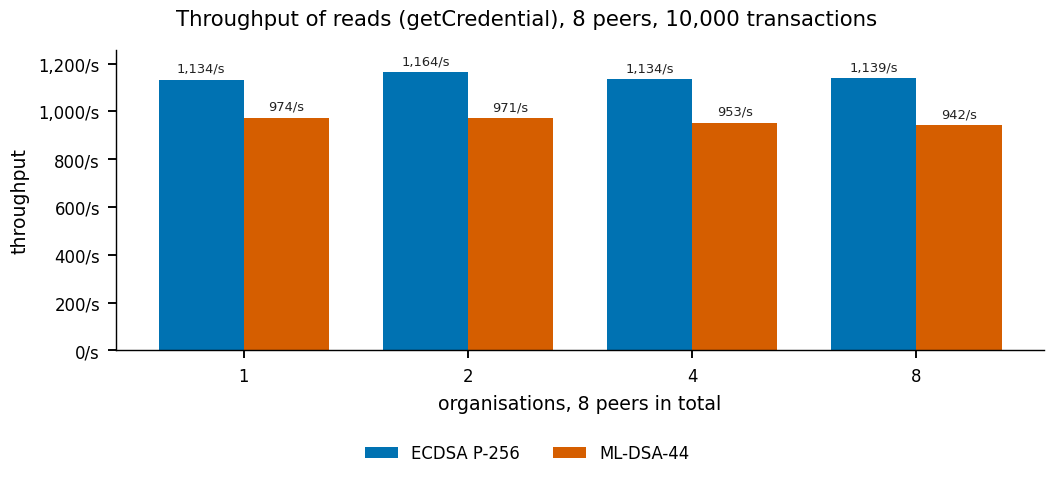 Throughput of reads (getCredential), 8 peers, 10,000 transactions
throughput
1,200/s
1,000/s
800/s
600/s
400/s
200/s
0/s
1,134/s
974/s
1,164/s
971/s
1,134/s
953/s
1,139/s
942/s
1 2 4 8
organisations, 8 peers in total
ECDSA P-256 ML-DSA-44